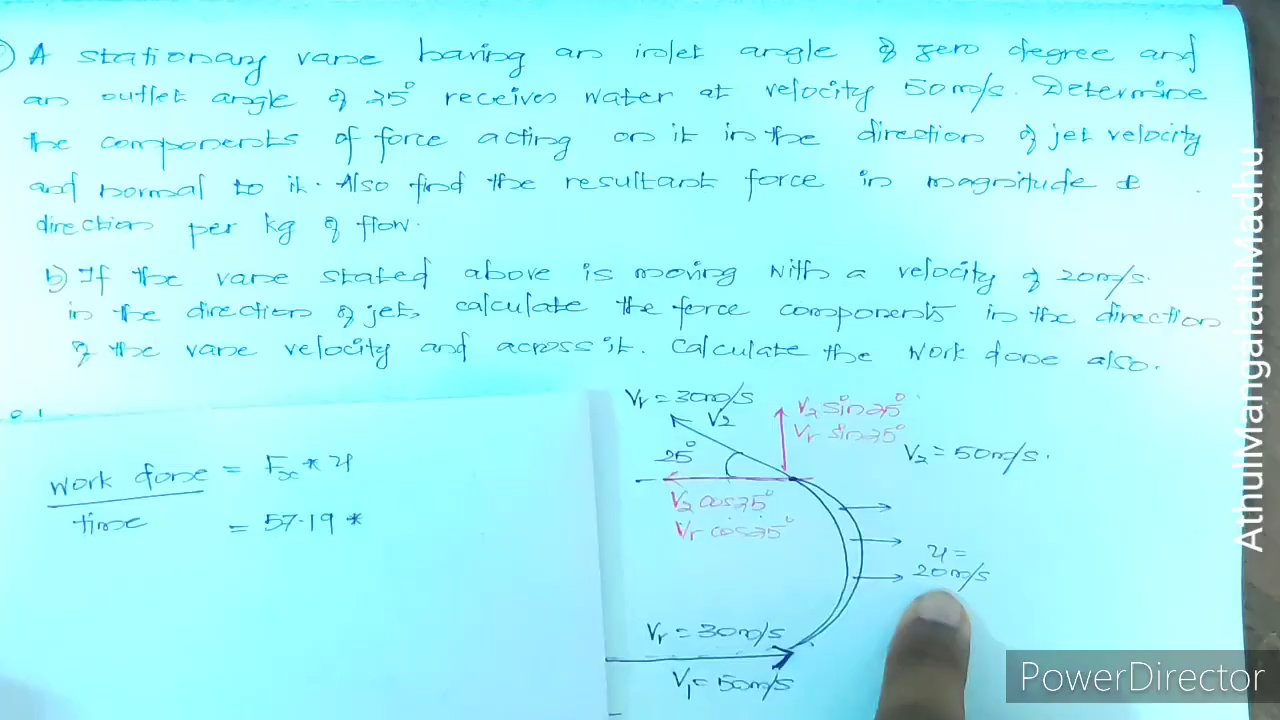 A stationary vane having an inlet angle of zero degree and
an outlet angle of 25° receives water at velocity 50m/s. Determine
the components of force acting on it in the direction of jet velocity
and normal to it. Also find the resultant force in magnitude &
direction per kg of flow.
b) If the vane stated above is moving with a velocity of 20m/s.
in the direction of jet, calculate the force components in the direction
of the vane velocity and across it. Calculate the work done also.
Work done = Fx * u
time = 57.19 *
Vr = 30m/s
V2
25°
V2 sin25°
Vr sin25°
V2 = 50m/s.
V2 cos25°
Vr cos25°
u =
20m/s
Vr = 30m/s
V1 = 50m/s
AthulMangalathMadhu
PowerDirector